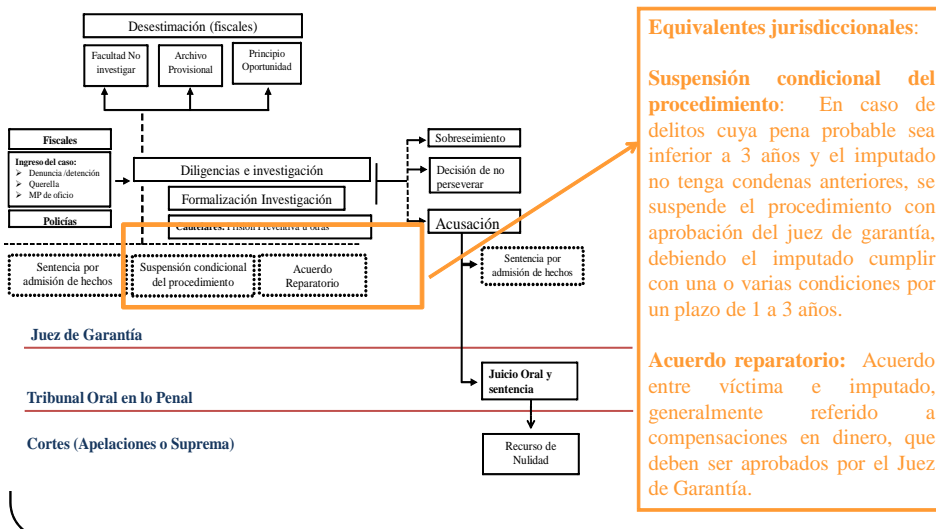 Desestimación (fiscales)
Facultad No
investigar
Archivo
Provisional
Principio
Oportunidad
Fiscales
Ingreso del caso:
➢ Denuncia /detención
➢ Querella
➢ MP de oficio
Policías
Diligencias e investigación
Formalización Investigación
Cautelares: Prisión Preventiva u otras
Sobreseimiento
Decisión de no
perseverar
Acusación
Sentencia por
admisión de hechos
Suspensión condicional
del procedimiento
Acuerdo
Reparatorio
Sentencia por
admisión de hechos
Juez de Garantía
Juicio Oral y
sentencia
Tribunal Oral en lo Penal
Cortes (Apelaciones o Suprema)
Recurso de
Nulidad
Equivalentes jurisdiccionales:
Suspensión condicional del
procedimiento: En caso de
delitos cuya pena probable sea
inferior a 3 años y el imputado
no tenga condenas anteriores, se
suspende el procedimiento con
aprobación del juez de garantía,
debiendo el imputado cumplir
con una o varias condiciones por
un plazo de 1 a 3 años.
Acuerdo reparatorio: Acuerdo
entre víctima e imputado,
generalmente referido a
compensaciones en dinero, que
deben ser aprobados por el Juez
de Garantía.